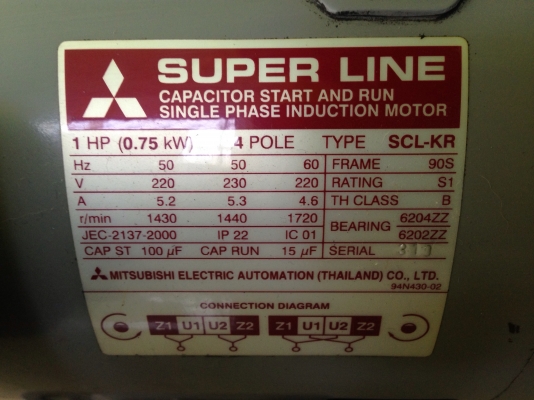 SUPER LINE
CAPACITOR START AND RUN
SINGLE PHASE INDUCTION MOTOR
1 HP (0.75 kW) 4 POLE TYPE SCL-KR
Hz 50 50 60 FRAME 90S
V 220 230 220 RATING S1
A 5.2 5.3 4.6 TH CLASS B
r/min 1430 1440 1720 BEARING 6204ZZ
JEC-2137-2000 IP 22 IC 01 6202ZZ
CAP ST 100 µF CAP RUN 15 µF SERIAL
MITSUBISHI ELECTRIC AUTOMATION (THAILAND) CO., LTD.
94N430-02
CONNECTION DIAGRAM
Z1 U1 U2 Z2 Z1 U1 U2 Z2